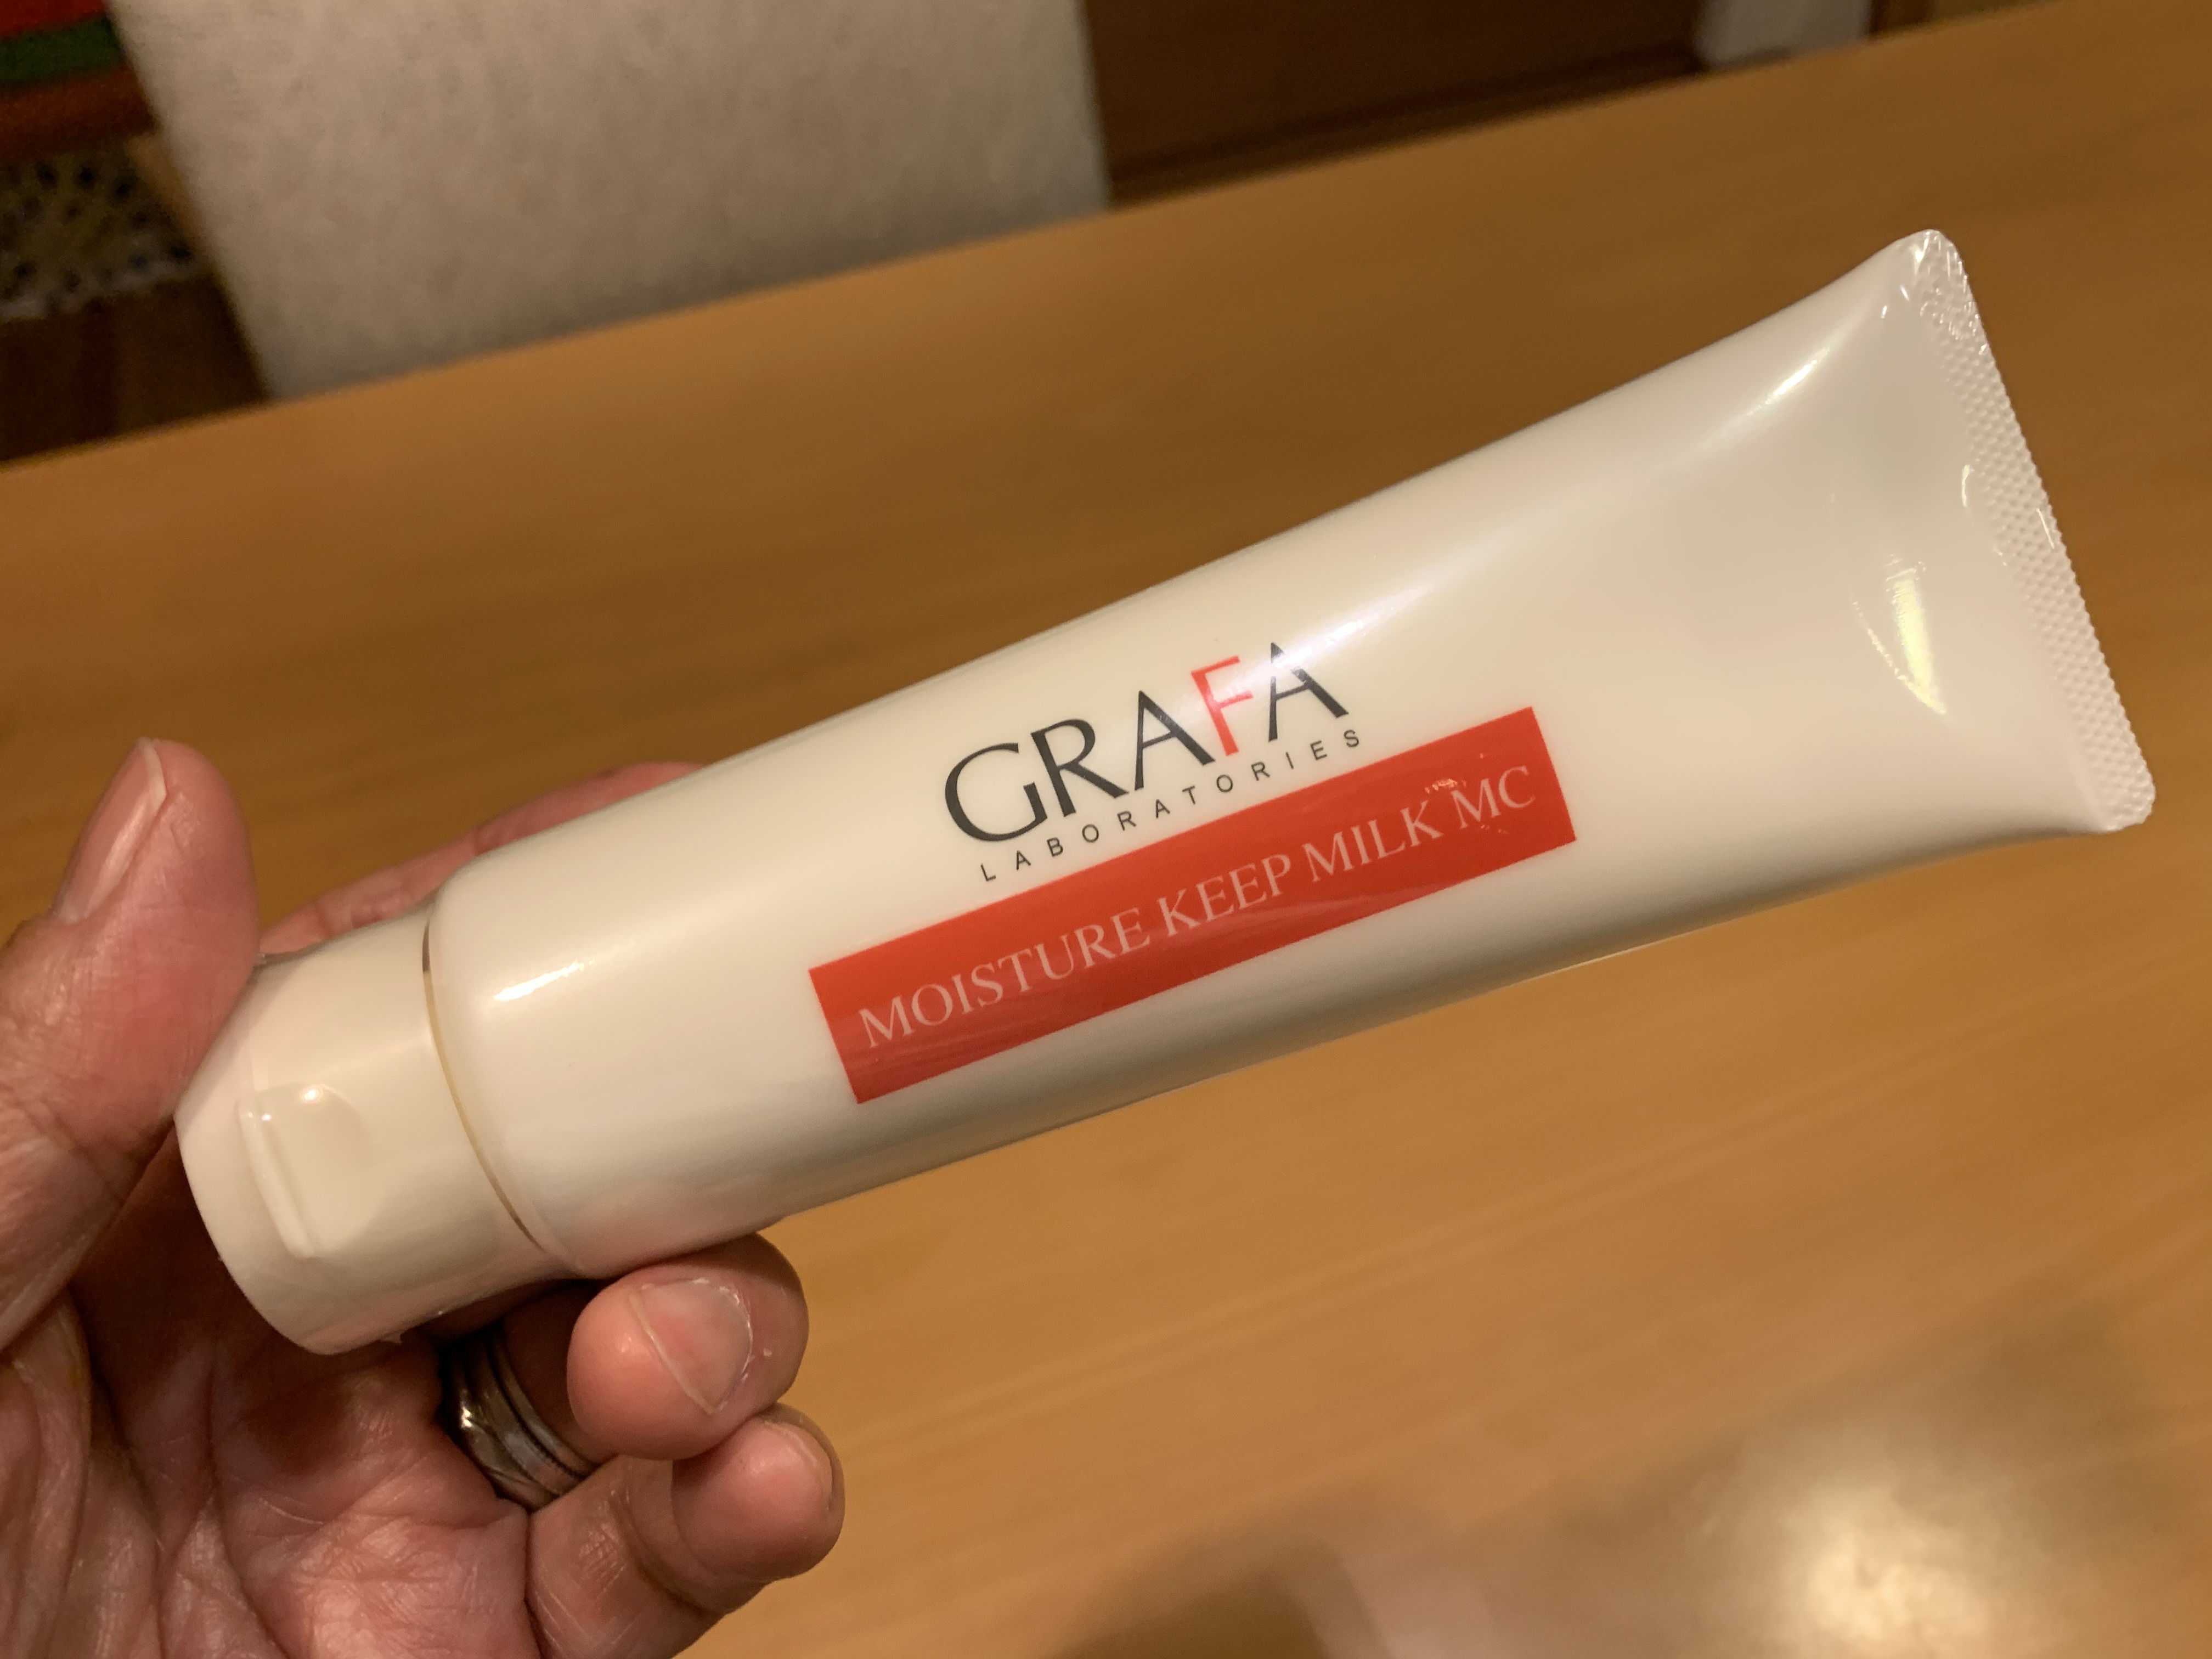 GRAFA
LABORATORIES
MOISTURE KEEP MILK MC